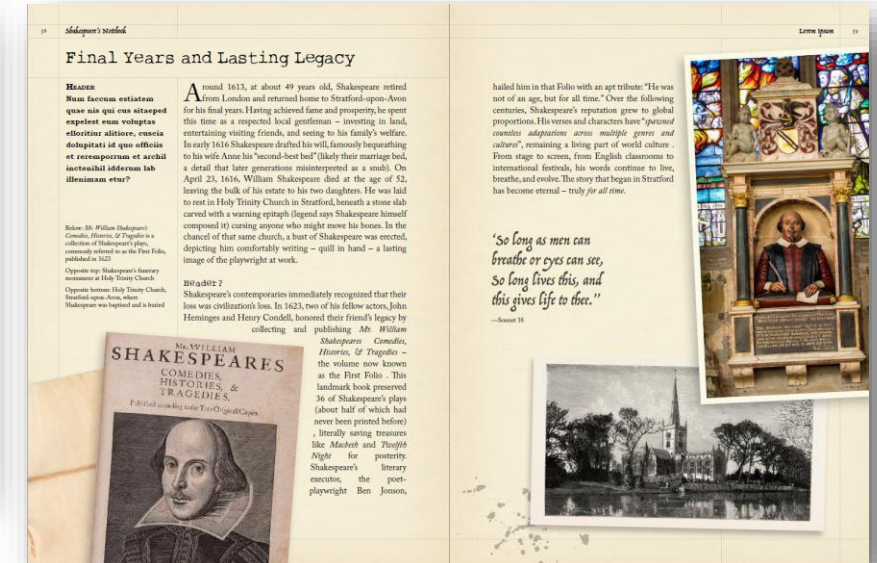 38
Shakespeare's Notebook
Final Years and Lasting Legacy
HEADER
Num faccum estiatem
quae nis qui cus sitaeped
expelest eum voluptas
elloritiur alitiore, cuscia
dolupitati id quo officiis
et reremporrum et archil
inctenihil idderum lab
illenimam etur?
Below: Mr. William Shakespeare's
Comedies, Histories, & Tragedies is a
collection of Shakespeare's plays,
commonly referred to as the First Folio,
published in 1623
Opposite top: Shakespeare's funerary
monument at Holy Trinity Church
Opposite bottom: Holy Trinity Church,
Stratford-upon-Avon, where
Shakespeare was baptised and is buried
Around 1613, at about 49 years old, Shakespeare retired
from London and returned home to Stratford-upon-Avon
for his final years. Having achieved fame and prosperity, he spent
this time as a respected local gentleman – investing in land,
entertaining visiting friends, and seeing to his family's welfare.
In early 1616 Shakespeare drafted his will, famously bequeathing
to his wife Anne his "second-best bed" (likely their marriage bed,
a detail that later generations misinterpreted as a snub). On
April 23, 1616, William Shakespeare died at the age of 52,
leaving the bulk of his estate to his two daughters. He was laid
to rest in Holy Trinity Church in Stratford, beneath a stone slab
carved with a warning epitaph (legend says Shakespeare himself
composed it) cursing anyone who might move his bones. In the
chancel of that same church, a bust of Shakespeare was erected,
depicting him comfortably writing – quill in hand – a lasting
image of the playwright at work.
Header?
Shakespeare's contemporaries immediately recognized that their
loss was civilization's loss. In 1623, two of his fellow actors, John
Heminges and Henry Condell, honored their friend's legacy by
collecting and publishing Mr. William
Shakespeares Comedies,
Histories, & Tragedies –
the volume now known
as the First Folio . This
landmark book preserved
36 of Shakespeare's plays
(about half of which had
never been printed before)
, literally saving treasures
like Macbeth and Twelfth
Night for posterity.
Shakespeare's literary
executor, the poet-
playwright Ben Jonson,
Mr. WILLIAM
SHAKESPEARES
COMEDIES,
HISTORIES, &
TRAGEDIES.
Published according to the True Originall Copies.
Lorem Ipsum
39
hailed him in that Folio with an apt tribute: "He was
not of an age, but for all time." Over the following
centuries, Shakespeare's reputation grew to global
proportions. His verses and characters have "spawned
countless adaptations across multiple genres and
cultures", remaining a living part of world culture .
From stage to screen, from English classrooms to
international festivals, his words continue to live,
breathe, and evolve. The story that began in Stratford
has become eternal – truly for all time.
'So long as men can
breathe or eyes can see,
So long lives this, and
this gives life to thee."
—Sonnet 18